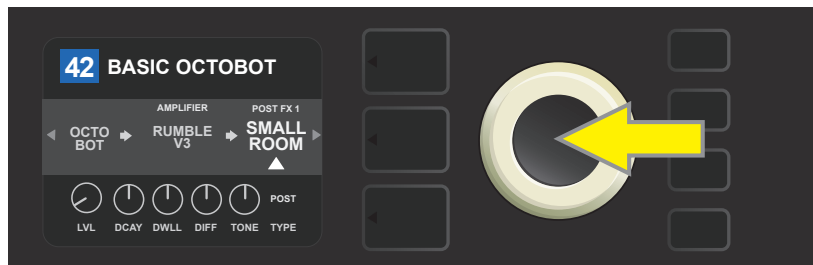 42 BASIC OCTOBOT
AMPLIFIER POST FX 1
OCTO BOT RUMBLE V3 SMALL ROOM
POST
LVL DCAY DWLL DIFF TONE TYPE